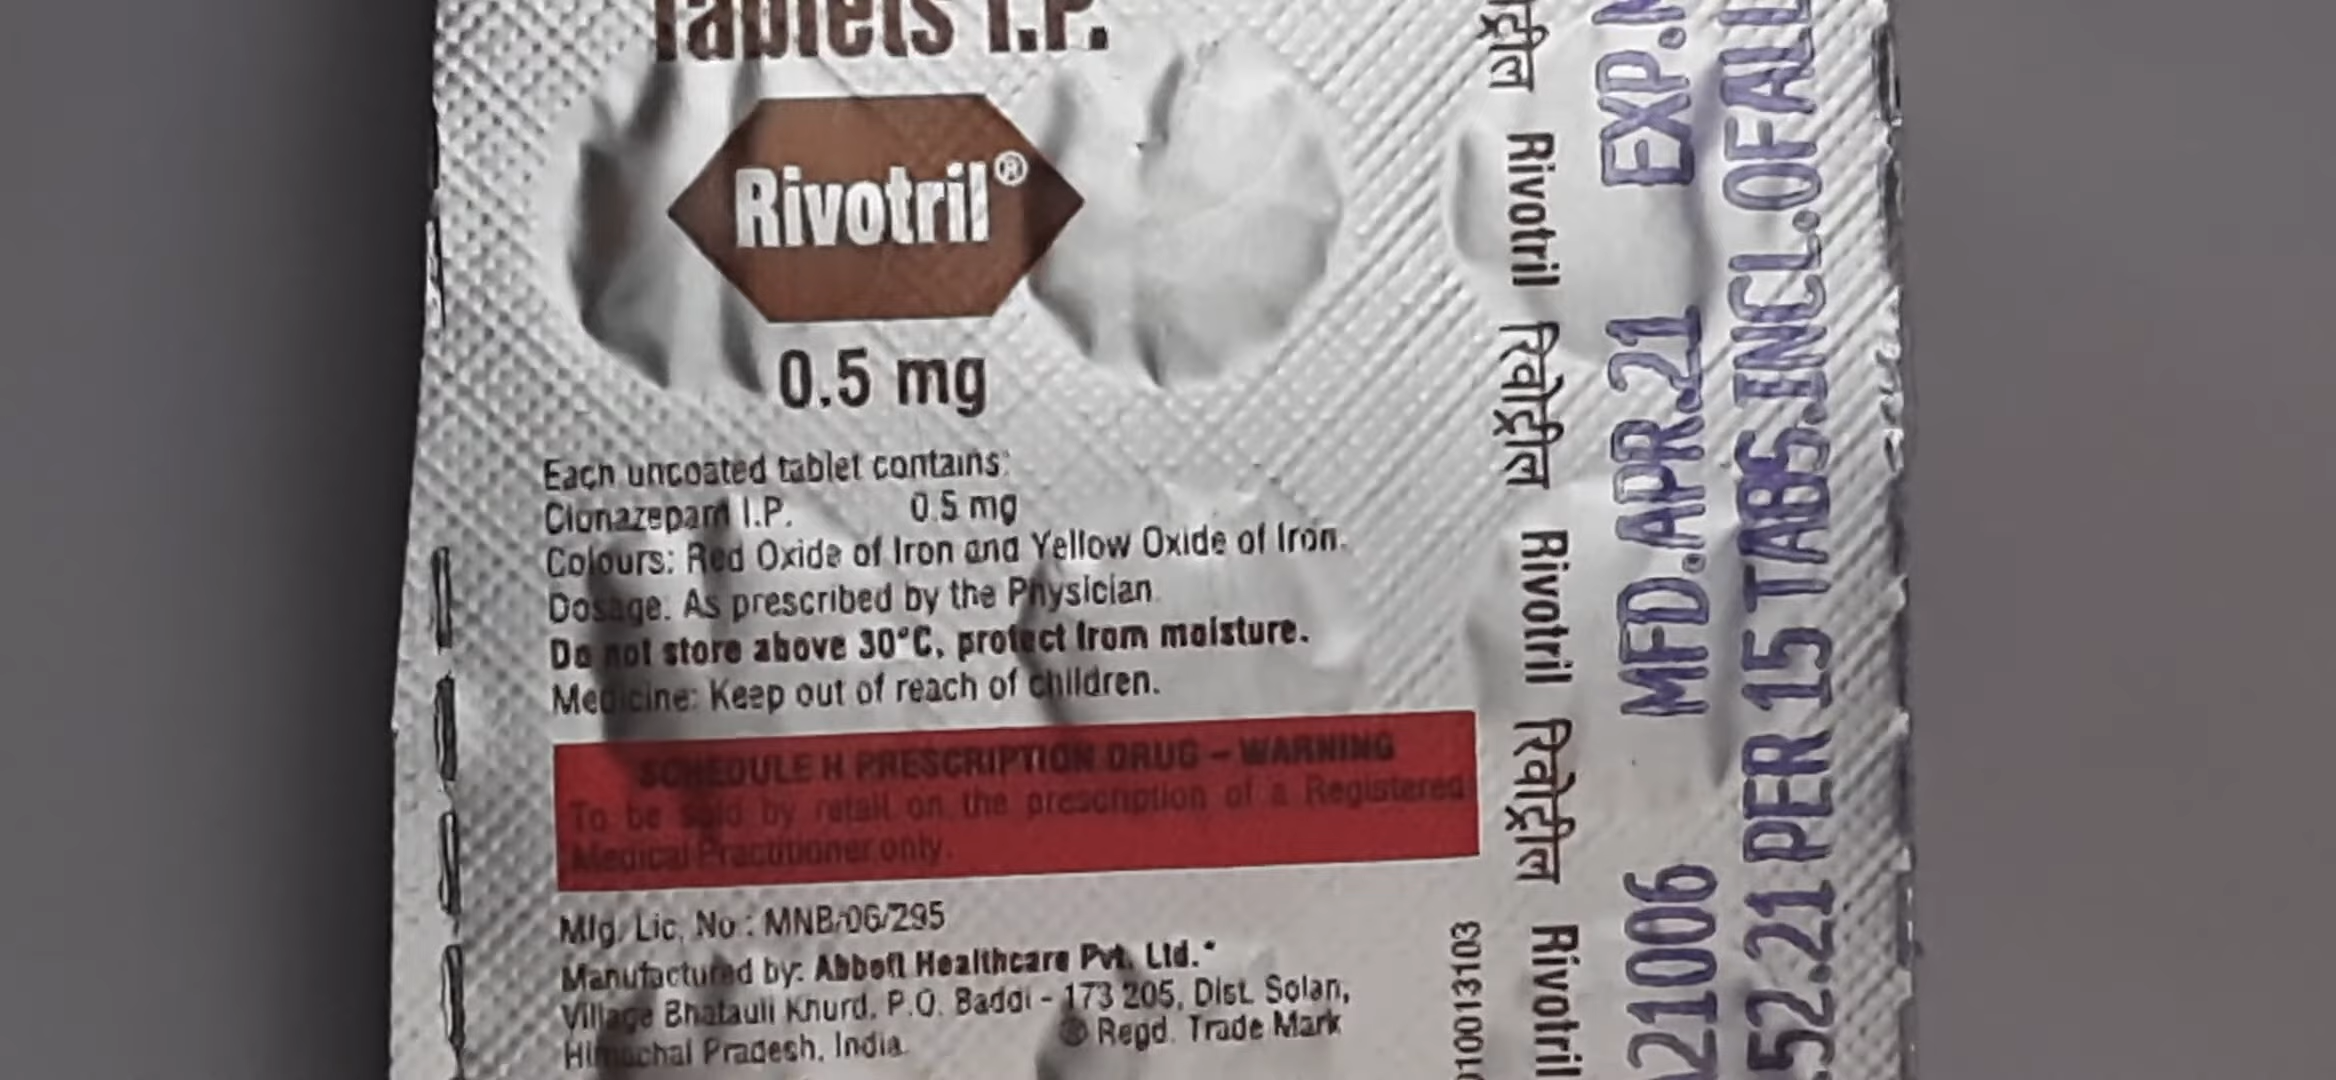 Tablets I.P.
Rivotril®
0.5 mg
Each uncoated tablet contains:
Clonazepam I.P. 0.5 mg
Colours: Red Oxide of Iron and Yellow Oxide of Iron.
Dosage: As prescribed by the Physician.
Do not store above 30°C, protect from moisture.
Medicine: Keep out of reach of children.
SCHEDULE H PRESCRIPTION DRUG – WARNING
To be sold by retail on the prescription of a Registered
Medical Practitioner only.
Mfg. Lic. No.: MNB/06/295
Manufactured by: Abbott Healthcare Pvt. Ltd.*
Village Bhatauli Khurd, P.O. Baddi - 173 205, Dist. Solan,
Himachal Pradesh, India.
® Regd. Trade Mark
010013103
Rivotril रिवोट्रील Rivotril रिवोट्रील Rivotril
21006 MFD.APR.21 EXP.
52.21 PER 15 TABS.INCL.OF ALL